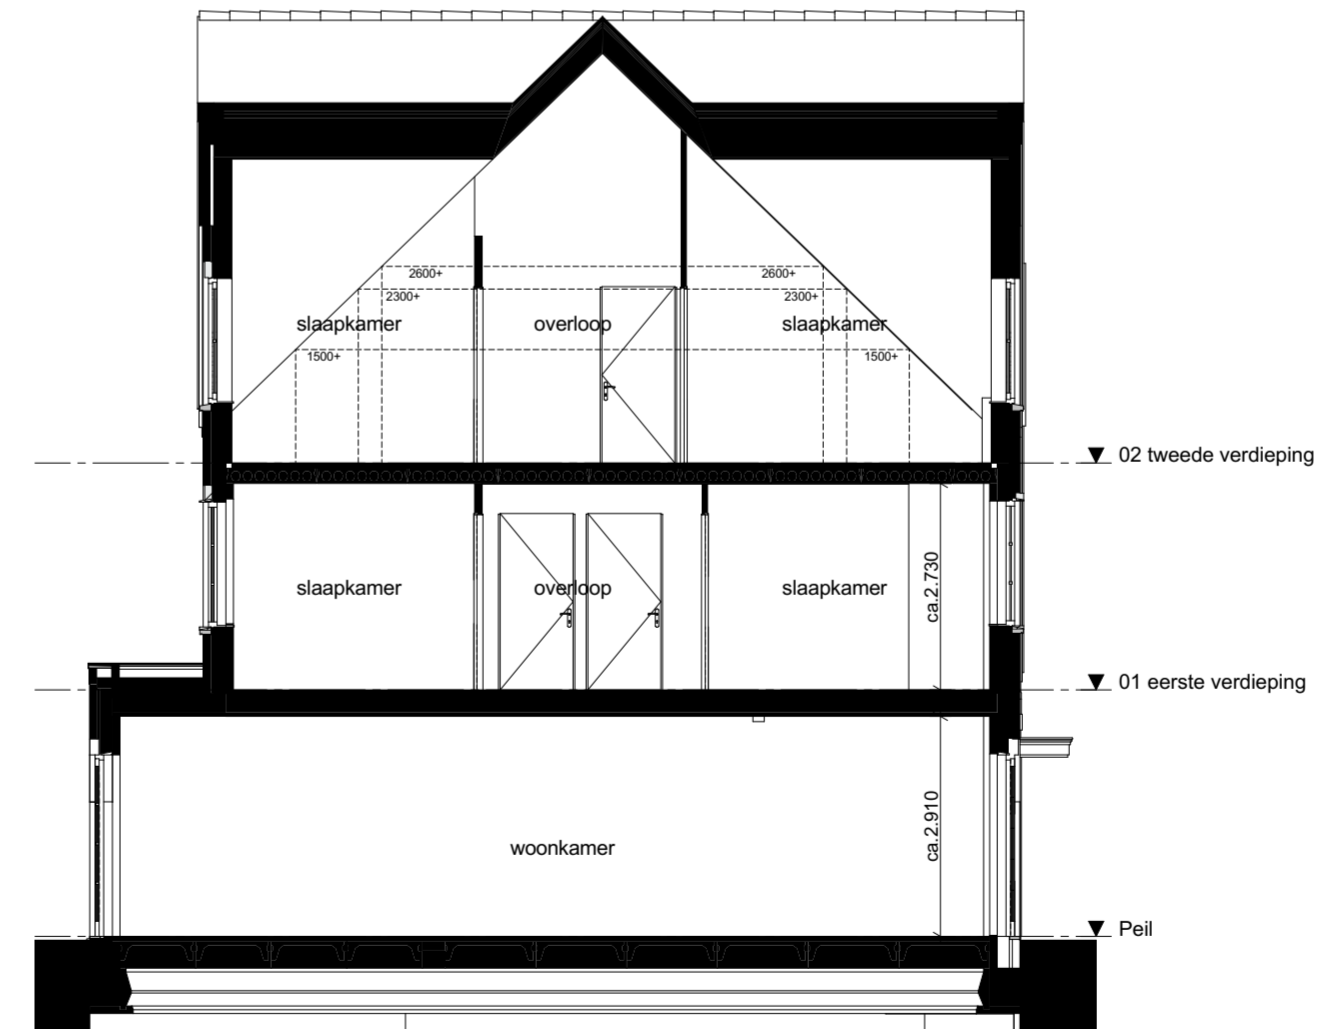 2600+
2600+
2300+
2300+
slaapkamer
overloop
slaapkamer
1500+
1500+
02 tweede verdieping
slaapkamer
overloop
slaapkamer
ca.2.730
01 eerste verdieping
ca.2.910
woonkamer
Peil